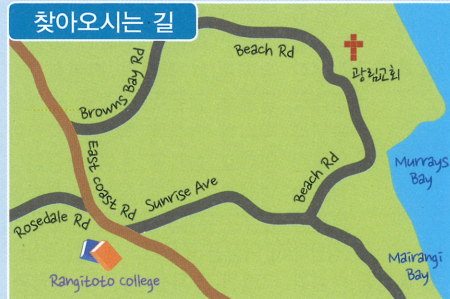 찾아오시는 길
Beach Rd
Browns Bay Rd
광림교회
East coast Rd
Sunrise Ave
Beach Rd
Murrays
Bay
Rosedale Rd
Mairangi
Bay
Rangitoto College